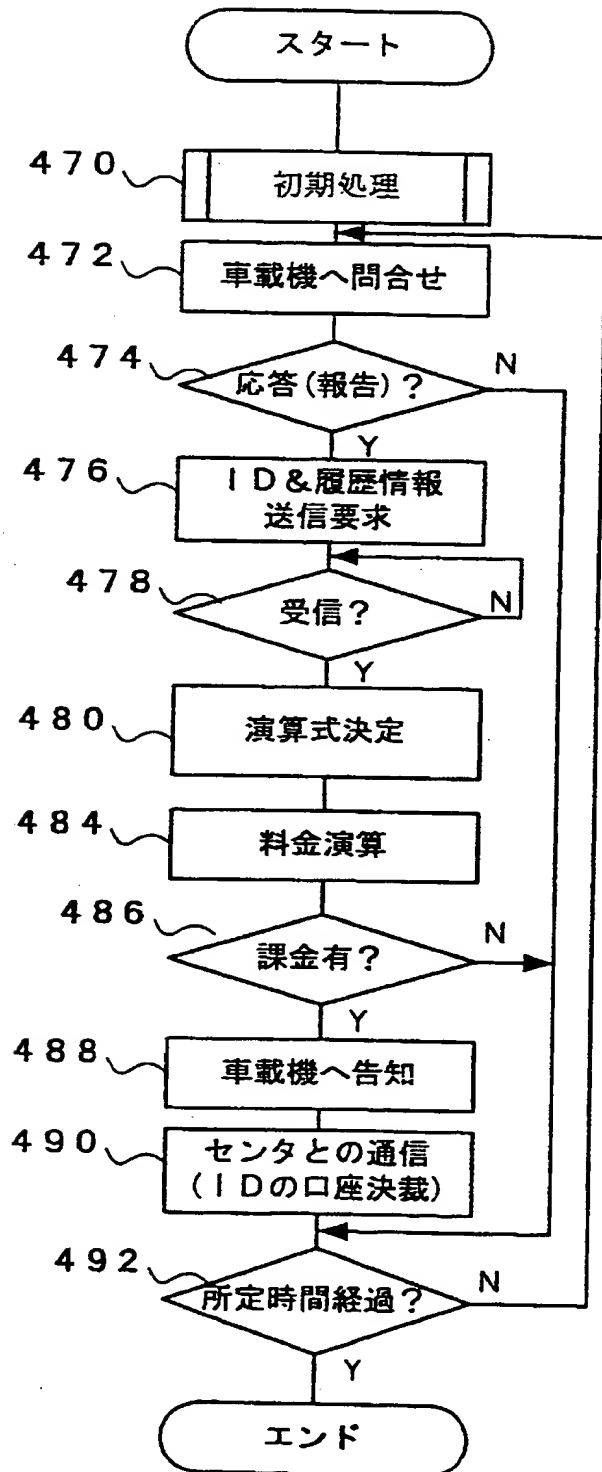 スタート
470
初期処理
472
車載機へ問合せ
474
応答(報告)?
N
Y
476
ID&履歴情報
送信要求
478
受信?
N
Y
480
演算式決定
484
料金演算
486
課金有?
N
Y
488
車載機へ告知
490
センタとの通信
(IDの口座決裁)
492
所定時間経過?
N
Y
エンド